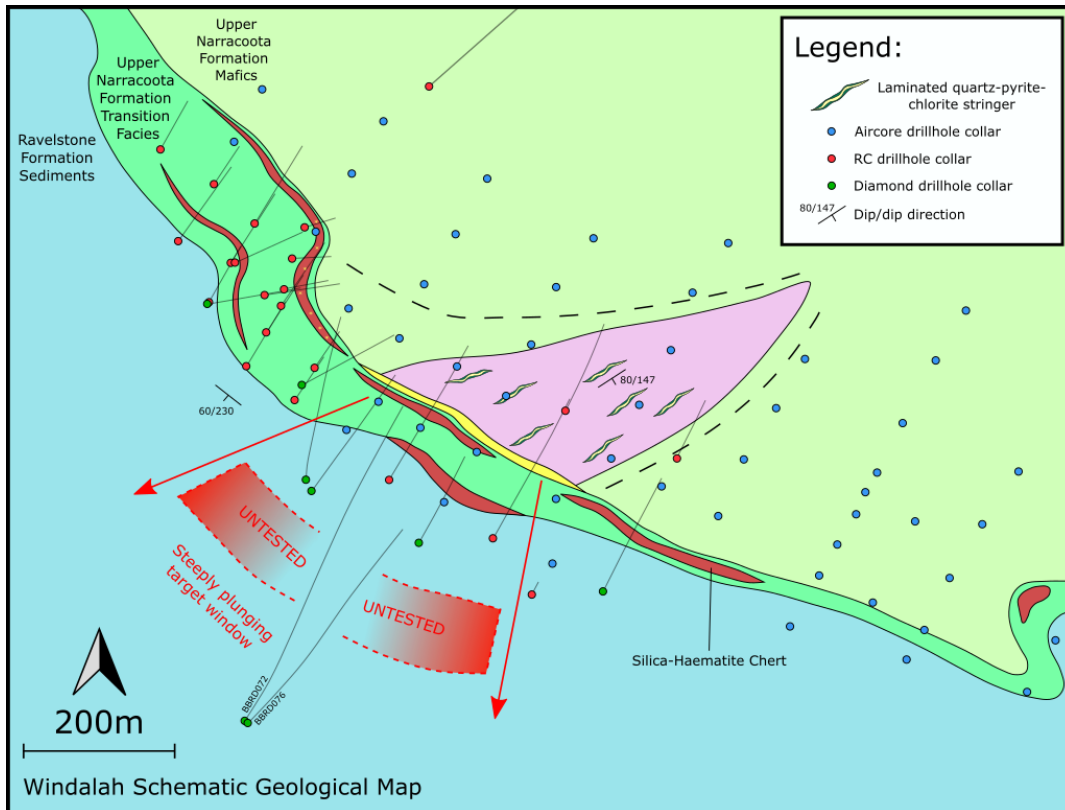 Upper
Narracoota
Formation
Mafics
Upper
Narracoota
Formation
Transition
Facies
Ravelstone
Formation
Sediments
Legend:
Laminated quartz-pyrite-
chlorite stringer
Aircore drillhole collar
RC drillhole collar
Diamond drillhole collar
80/147
Dip/dip direction
80/147
60/230
UNTESTED
Steeply plunging
target window
UNTESTED
Silica-Haematite Chert
BBRD072
BBRD076
200m
Windalah Schematic Geological Map